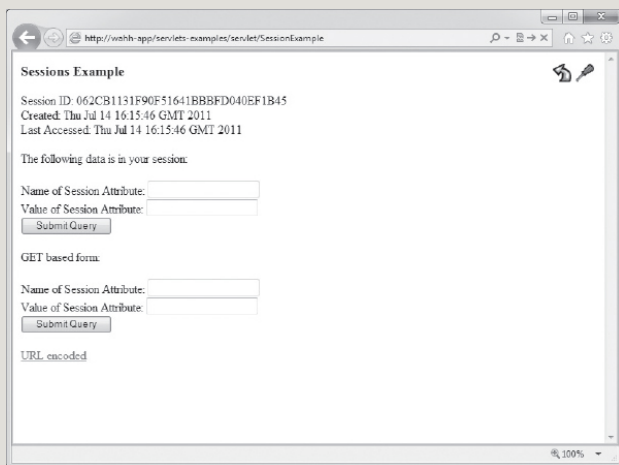 http://wahh-app/servlets-examples/servlet/SessionExample
Sessions Example
Session ID: 062CB1131F90F51641BBBFD040EF1B45
Created: Thu Jul 14 16:15:46 GMT 2011
Last Accessed: Thu Jul 14 16:15:46 GMT 2011
The following data is in your session:
Name of Session Attribute:
Value of Session Attribute:
Submit Query
GET based form:
Name of Session Attribute:
Value of Session Attribute:
Submit Query
URL encoded
100%